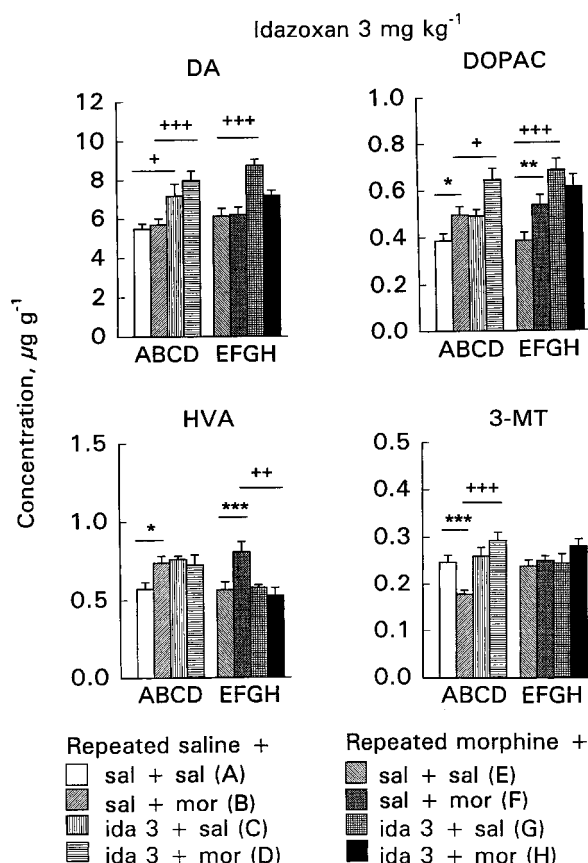 Idazoxan 3 mg kg⁻¹
DA
DOPAC
12
10
8
6
4
2
0
+
+++
+++
ABCD
EFGH
1.0
0.8
0.6
0.4
0.2
0.0
*
+
**
+++
ABCD
EFGH
Concentration, µg g⁻¹
HVA
3-MT
1.5
1.0
0.5
0.0
*
***
++
ABCD
EFGH
0.5
0.4
0.3
0.2
0.1
0.0
***
+++
ABCD
EFGH
Repeated saline +
sal + sal (A)
sal + mor (B)
ida 3 + sal (C)
ida 3 + mor (D)
Repeated morphine +
sal + sal (E)
sal + mor (F)
ida 3 + sal (G)
ida 3 + mor (H)